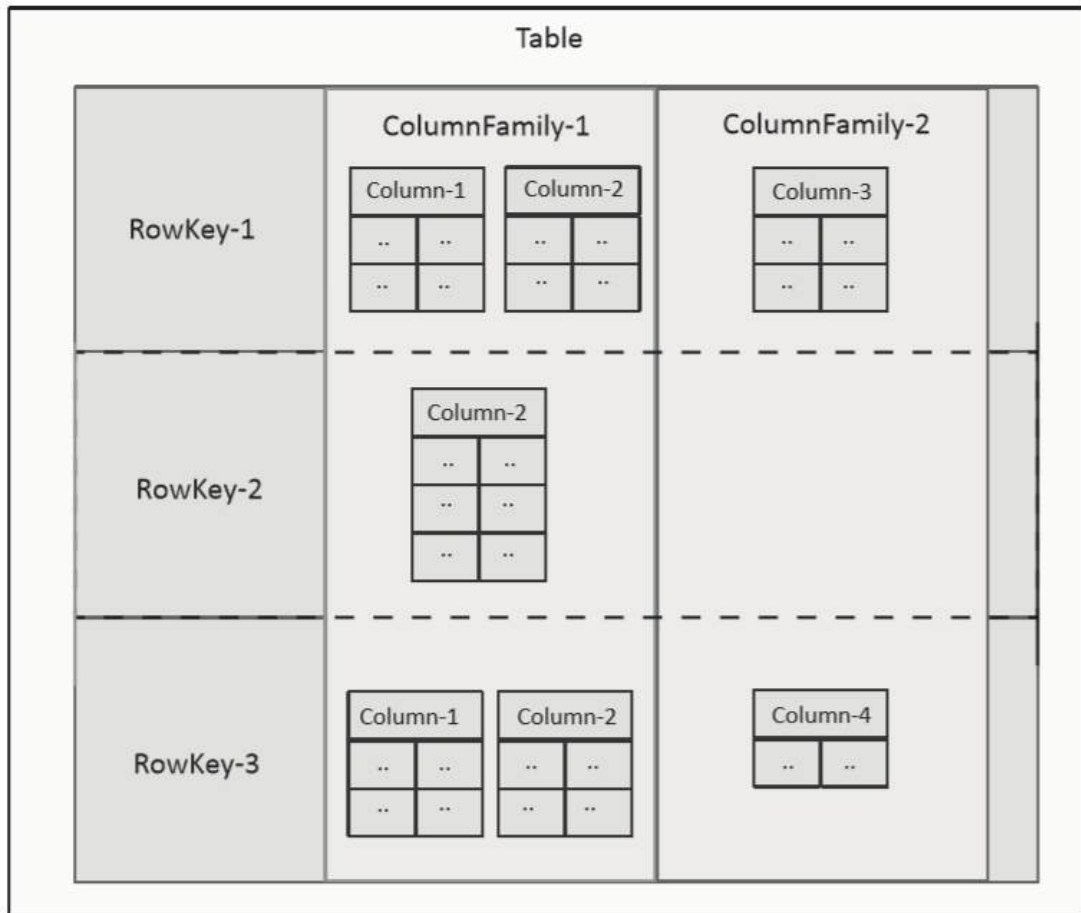 Table
ColumnFamily-1 ColumnFamily-2
Column-1 Column-2 Column-3
RowKey-1
.. .. .. .. .. ..
.. .. .. .. .. ..
Column-2
.. ..
RowKey-2
.. ..
.. ..
Column-1 Column-2 Column-4
RowKey-3
.. .. .. .. .. ..
.. .. .. ..